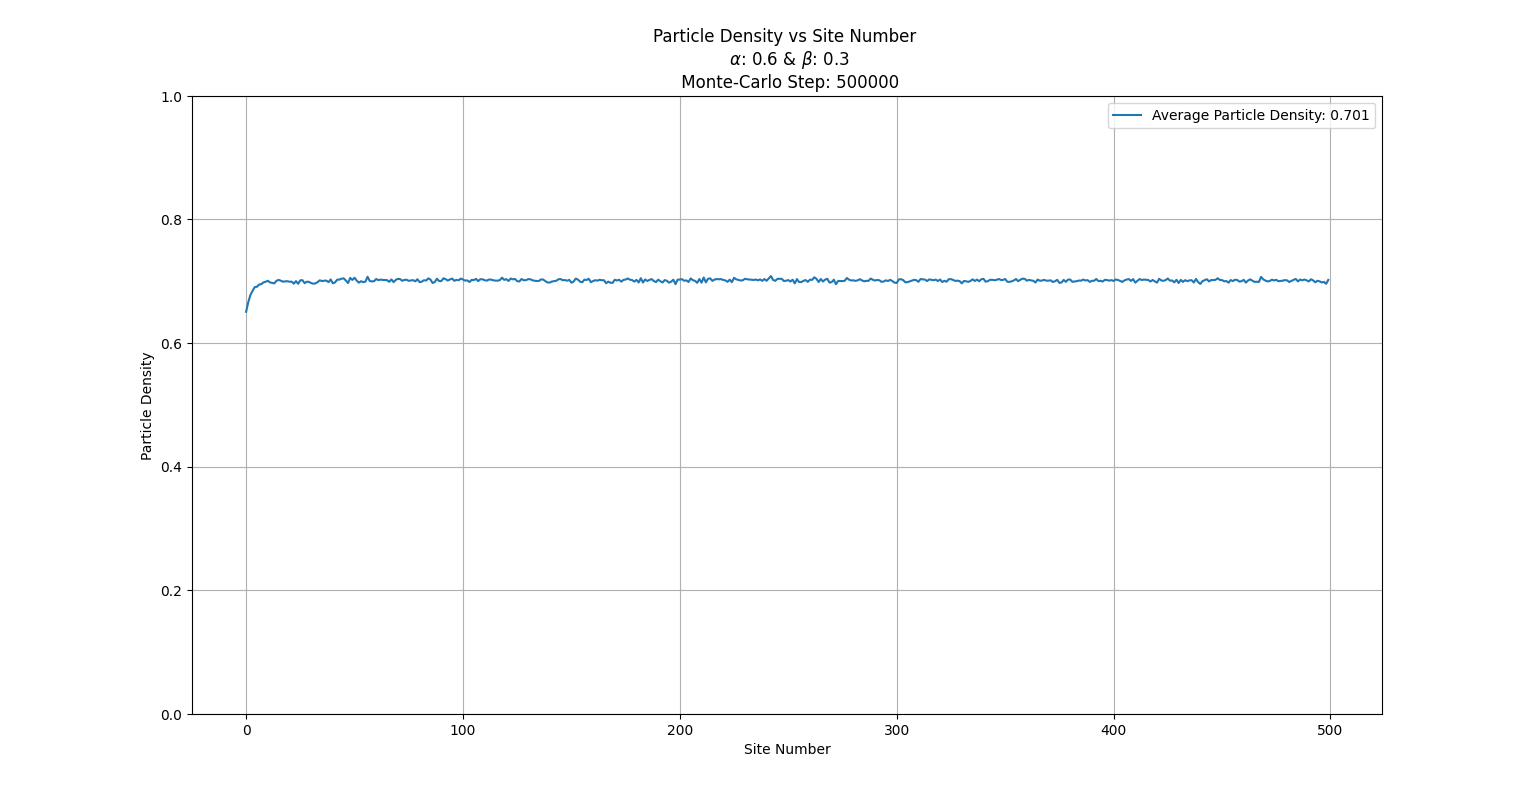 Particle Density vs Site Number
α: 0.6 & β: 0.3
Monte-Carlo Step: 500000
Average Particle Density: 0.701
1.0
0.8
0.6
0.4
0.2
0.0
Particle Density
0 100 200 300 400 500
Site Number